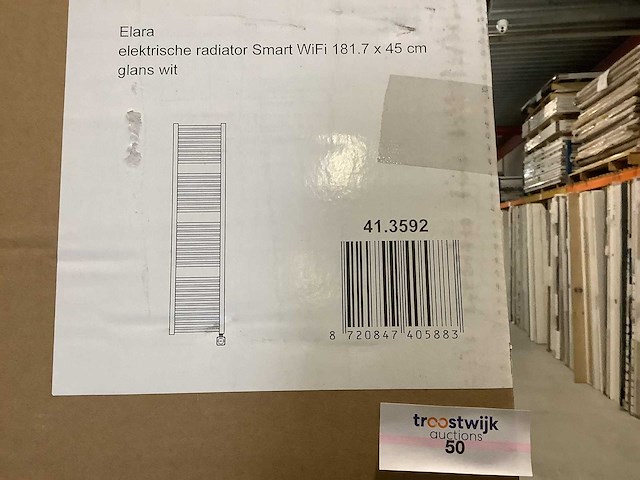 Elara
elektrische radiator Smart WiFi 181.7 x 45 cm
glans wit
41.3592
8 720847 405883
troostwijk
auctions
50